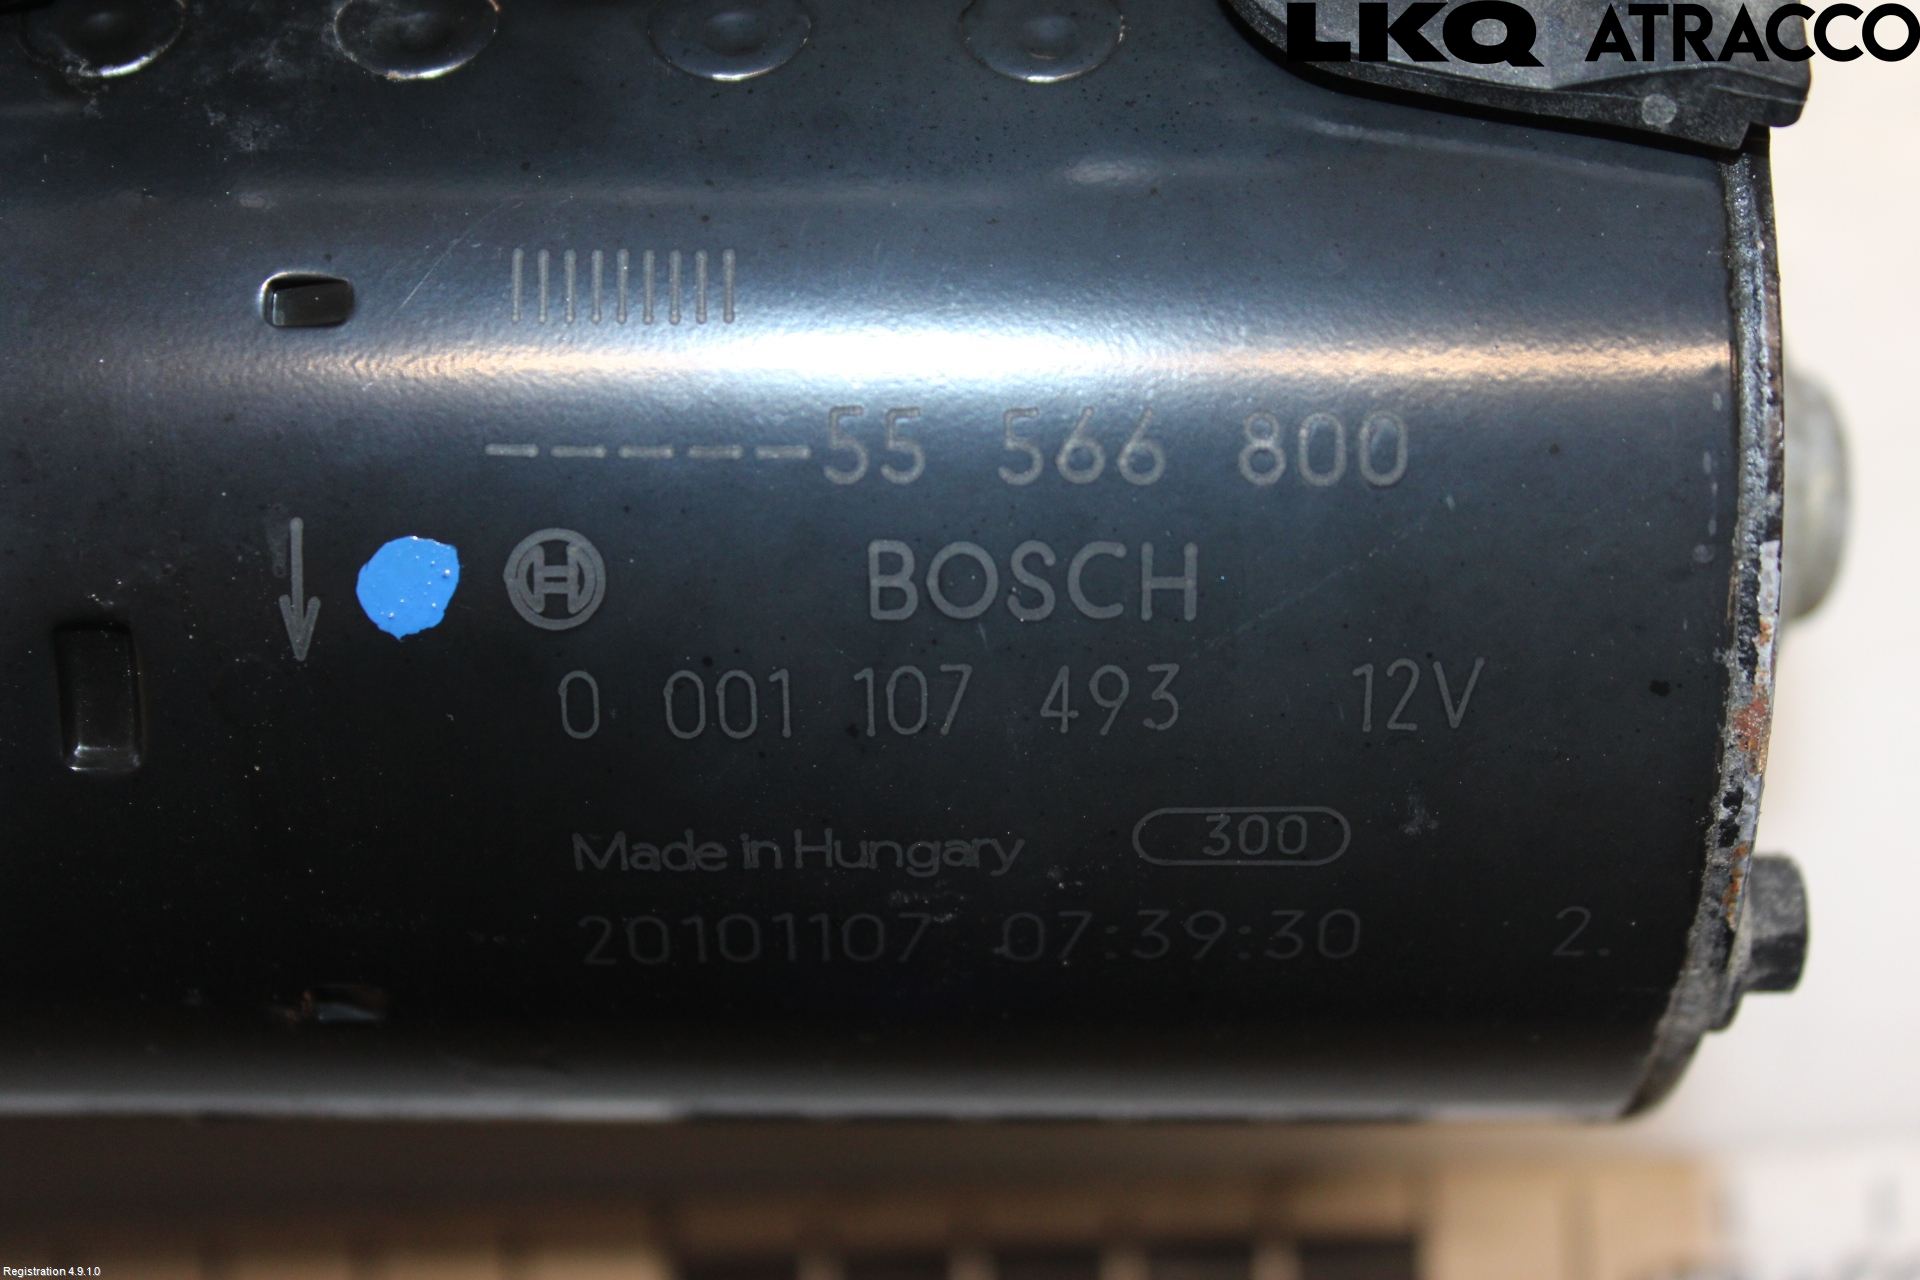 LKQ ATRACCO
-----55 566 800
BOSCH
0 001 107 493 12V
Made in Hungary 300
20101107 07:39:30 2.
Registration 4.9.1.0